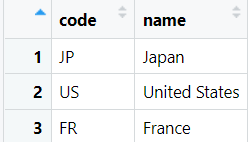 code name
1 JP Japan
2 US United States
3 FR France